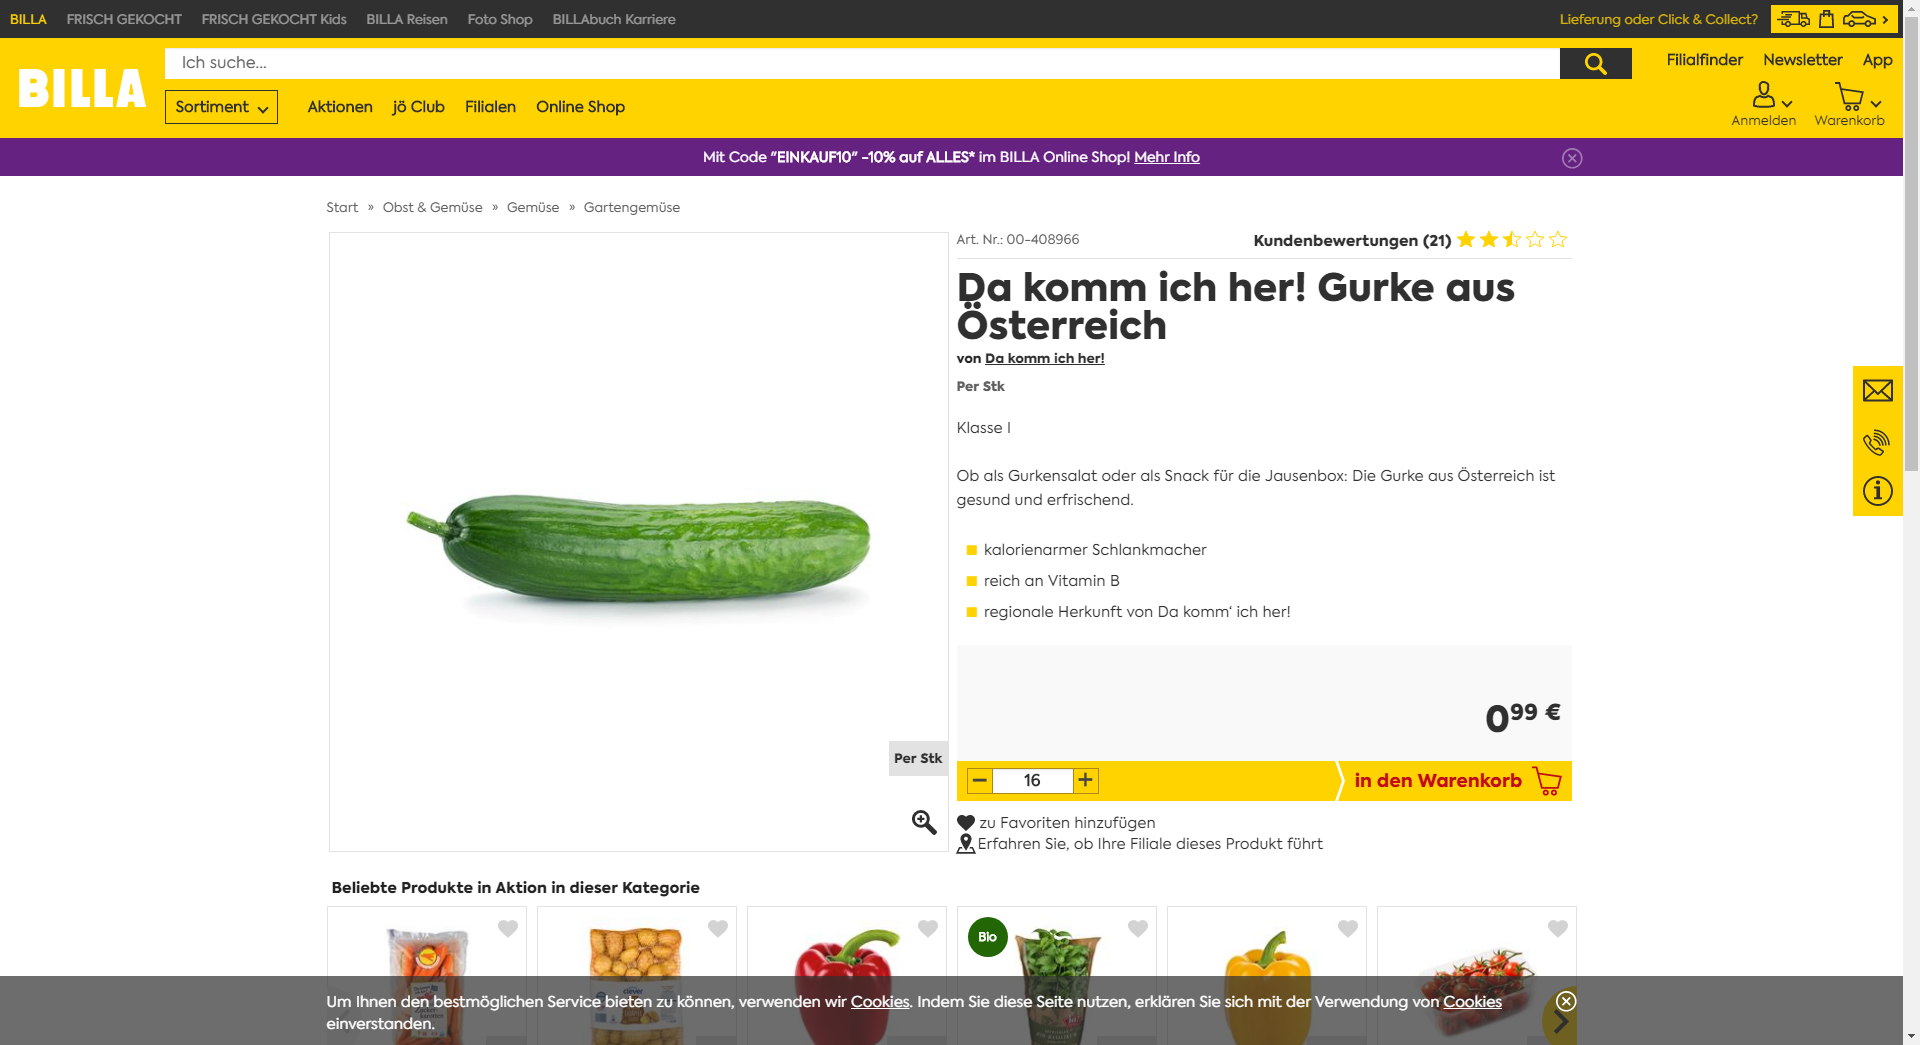 BILLA FRISCH GEKOCHT FRISCH GEKOCHT Kids BILLA Reisen Foto Shop BILLAbuch Karriere Lieferung oder Click & Collect?
BILLA
Ich suche...
Filialfinder Newsletter App
Sortiment Aktionen jö Club Filialen Online Shop
Anmelden Warenkorb
Mit Code "EINKAUF10" -10% auf ALLES* im BILLA Online Shop! Mehr Info
Start » Obst & Gemüse » Gemüse » Gartengemüse
Art. Nr.: 00-408966 Kundenbewertungen (21)
Da komm ich her! Gurke aus
Österreich
von Da komm ich her!
Per Stk
Klasse I
Ob als Gurkensalat oder als Snack für die Jausenbox: Die Gurke aus Österreich ist
gesund und erfrischend.
kalorienarmer Schlankmacher
reich an Vitamin B
regionale Herkunft von Da komm‘ ich her!
0 99 €
Per Stk
16
in den Warenkorb
zu Favoriten hinzufügen
Erfahren Sie, ob Ihre Filiale dieses Produkt führt
Beliebte Produkte in Aktion in dieser Kategorie
Bio
clever
Um Ihnen den bestmöglichen Service bieten zu können, verwenden wir Cookies. Indem Sie diese Seite nutzen, erklären Sie sich mit der Verwendung von Cookies
einverstanden.